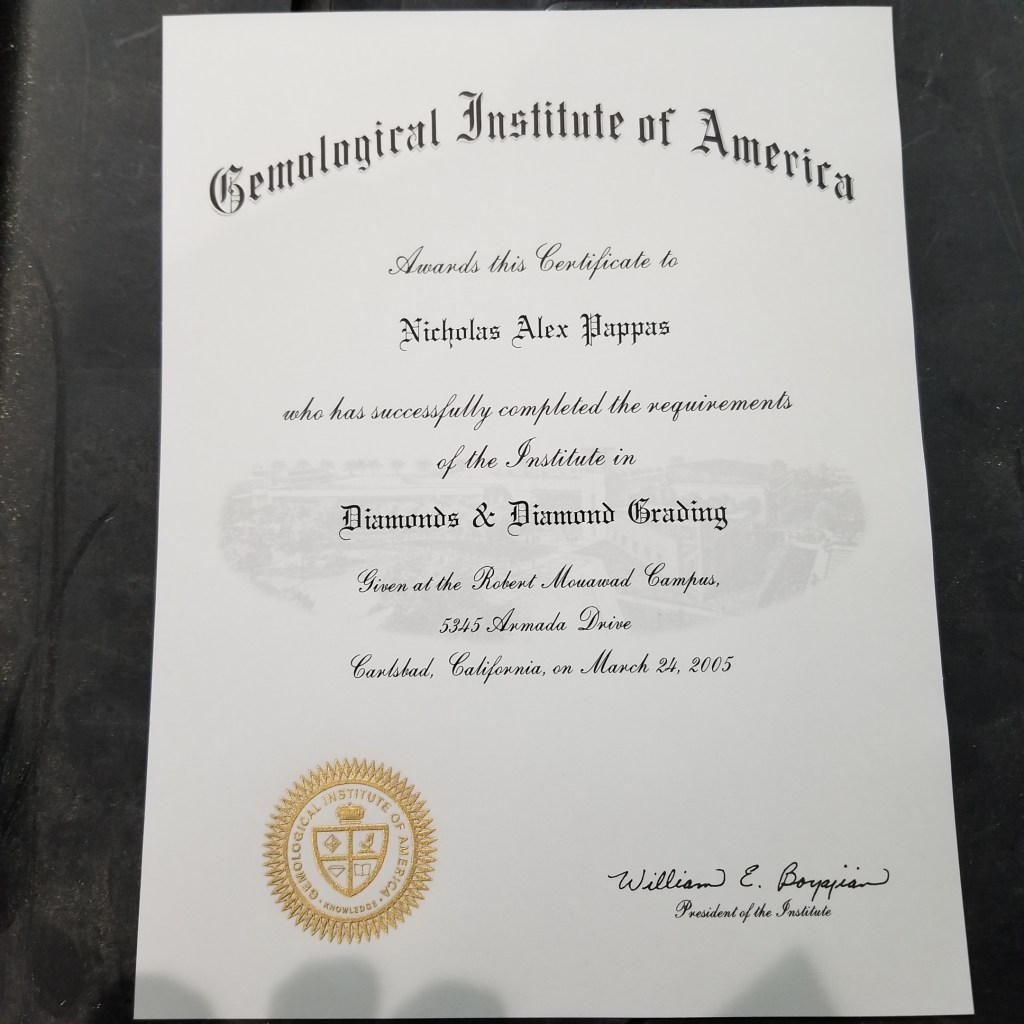 Gemological Institute of America
Awards this Certificate to
Nicholas Alex Pappas
who has successfully completed the requirements
of the Institute in
Diamonds & Diamond Grading
Given at the Robert Mouawad Campus,
5345 Armada Drive
Carlsbad, California, on March 24, 2005
GEMOLOGICAL INSTITUTE OF AMERICA
KNOWLEDGE
William E. Boyajian
President of the Institute